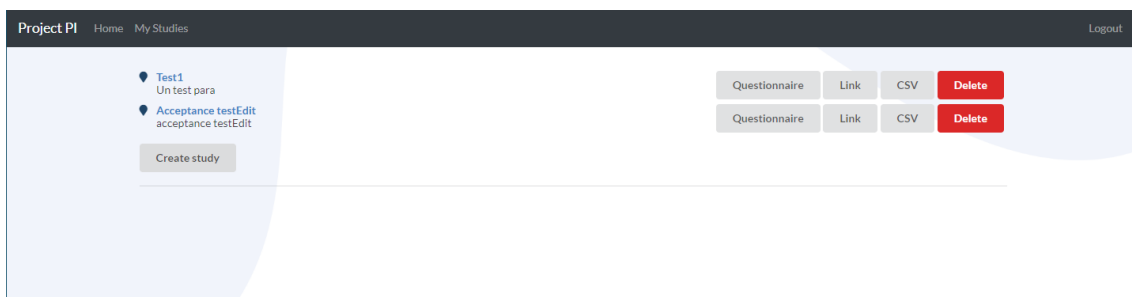 Project PI Home My Studies Logout
Test1 Questionnaire Link CSV Delete
Un test para
Acceptance testEdit Questionnaire Link CSV Delete
acceptance testEdit
Create study